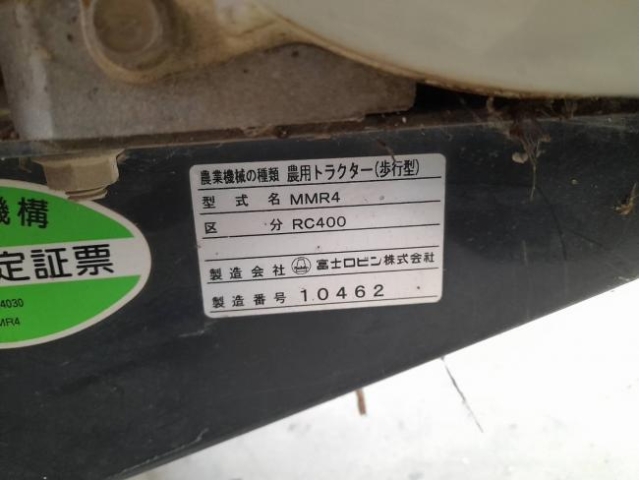 農業機械の種類 農用トラクター(歩行型)
型式名 MMR4
区分 RC400
製造会社 富士ロビン株式会社
製造番号 10462
機構
定証票
4030
MR4